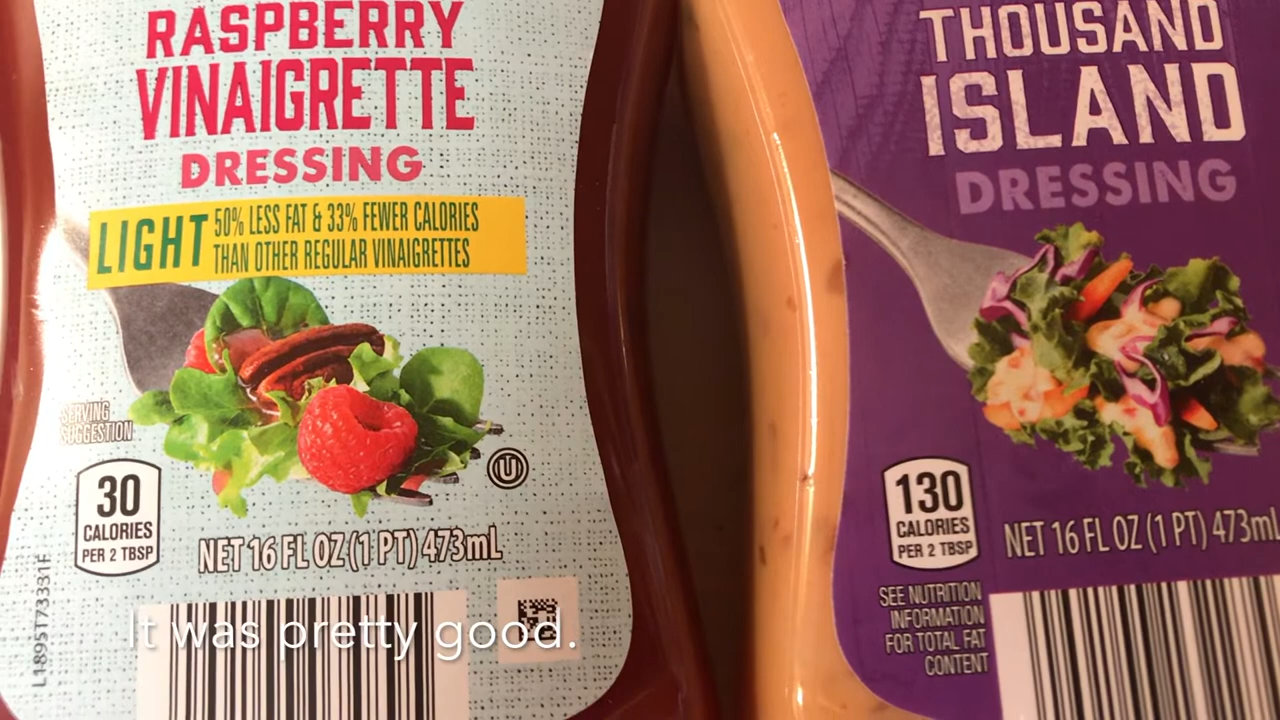 RASPBERRY
VINAIGRETTE
DRESSING
LIGHT 50% LESS FAT & 33% FEWER CALORIES
THAN OTHER REGULAR VINAIGRETTES
SERVING
SUGGESTION
30
CALORIES
PER 2 TBSP
NET 16 FL OZ (1 PT) 473mL
L1895T73331F
It was pretty good.
THOUSAND
ISLAND
DRESSING
130
CALORIES
PER 2 TBSP
NET 16 FL OZ (1 PT) 473mL
SEE NUTRITION
INFORMATION
FOR TOTAL FAT
CONTENT